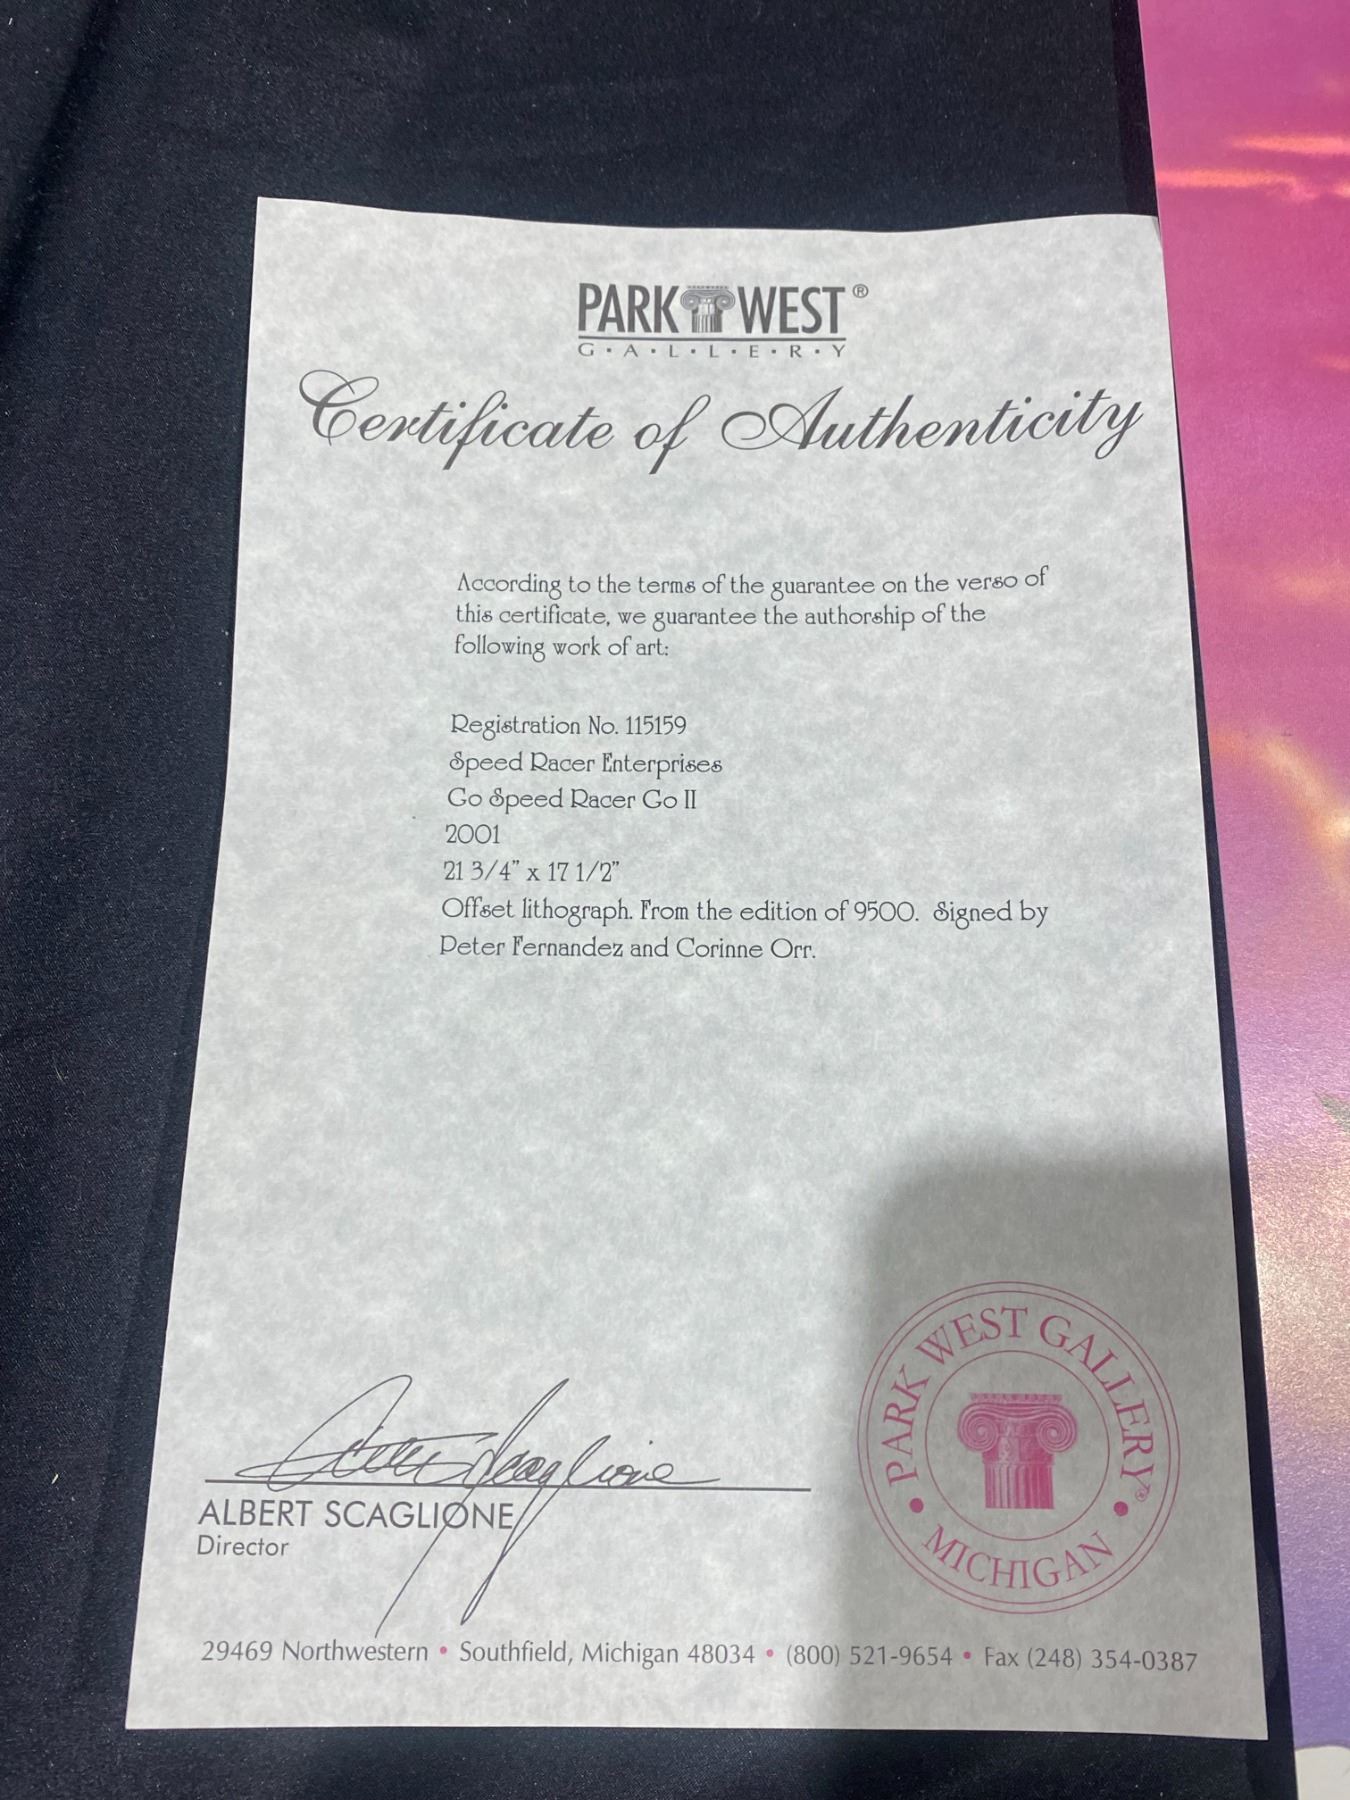 PARK WEST®
G•A•L•L•E•R•Y
Certificate of Authenticity
According to the terms of the guarantee on the verso of
this certificate, we guarantee the authorship of the
following work of art:
Registration No. 115159
Speed Racer Enterprises
Go Speed Racer Go II
2001
21 3/4" x 17 1/2"
Offset lithograph. From the edition of 9500.  Signed by
Peter Fernandez and Corinne Orr.
PARK WEST GALLERY®
• MICHIGAN •
Albert Scaglione
ALBERT SCAGLIONE
Director
29469 Northwestern • Southfield, Michigan 48034 • (800) 521-9654 • Fax (248) 354-0387